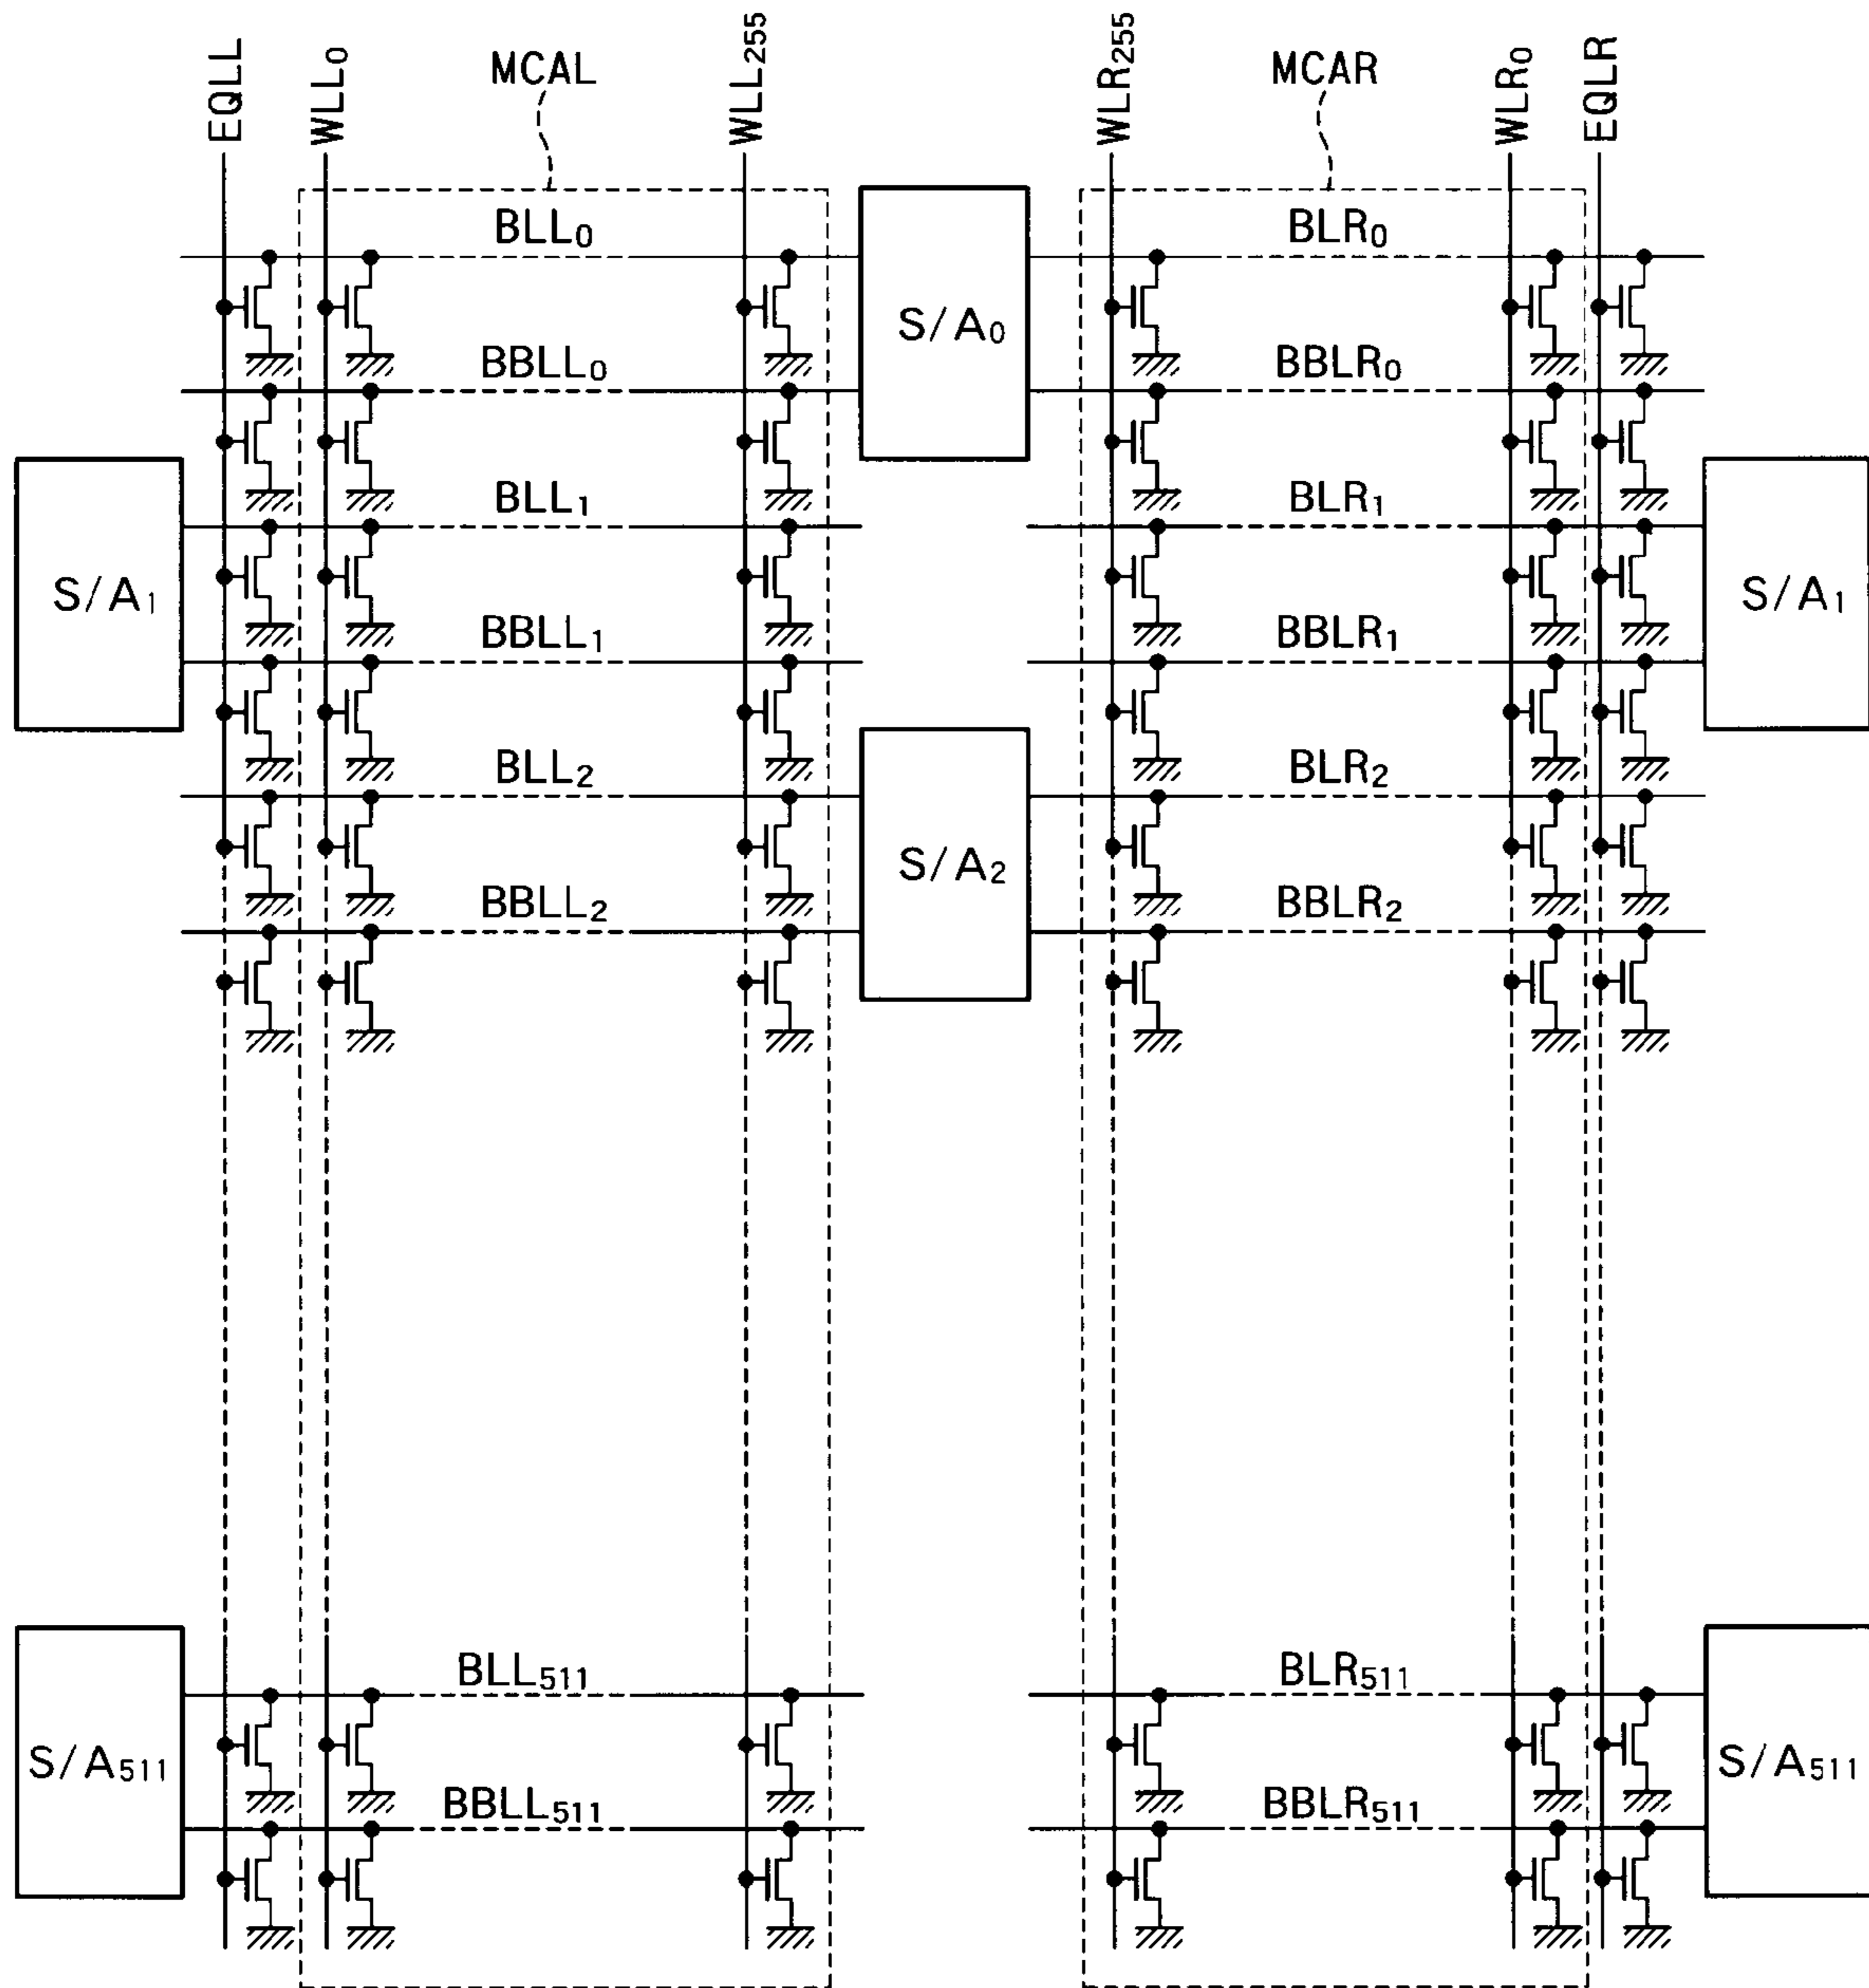 EQLL
WLL0
MCAL
WLL255
WLR255
MCAR
WLR0
EQLR
BLL0
BLR0
S/A0
BBLL0
BBLR0
BLL1
BLR1
S/A1
S/A1
BBLL1
BBLR1
BLL2
BLR2
S/A2
BBLL2
BBLR2
BLL511
BLR511
S/A511
S/A511
BBLL511
BBLR511